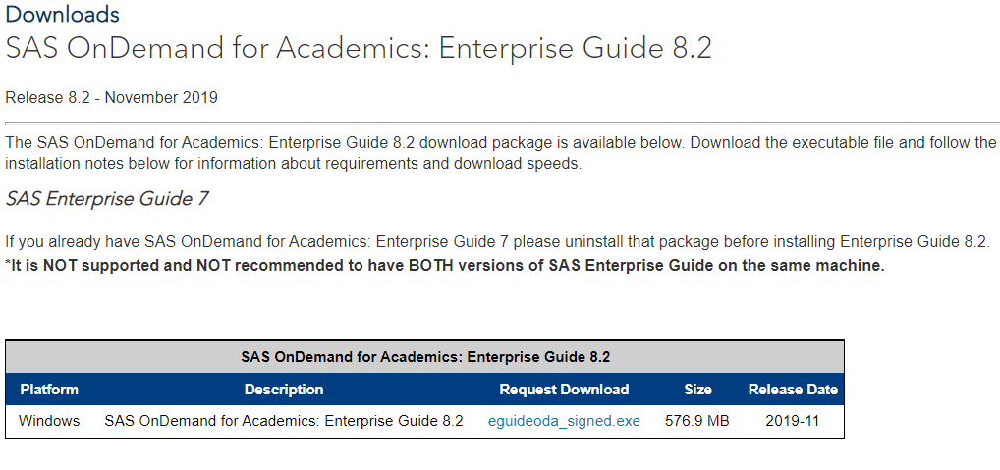 Downloads
SAS OnDemand for Academics: Enterprise Guide 8.2
Release 8.2 - November 2019
The SAS OnDemand for Academics: Enterprise Guide 8.2 download package is available below. Download the executable file and follow the
installation notes below for information about requirements and download speeds.
SAS Enterprise Guide 7
If you already have SAS OnDemand for Academics: Enterprise Guide 7 please uninstall that package before installing Enterprise Guide 8.2.
*It is NOT supported and NOT recommended to have BOTH versions of SAS Enterprise Guide on the same machine.
SAS OnDemand for Academics: Enterprise Guide 8.2
Platform Description Request Download Size Release Date
Windows SAS OnDemand for Academics: Enterprise Guide 8.2 eguideoda_signed.exe 576.9 MB 2019-11